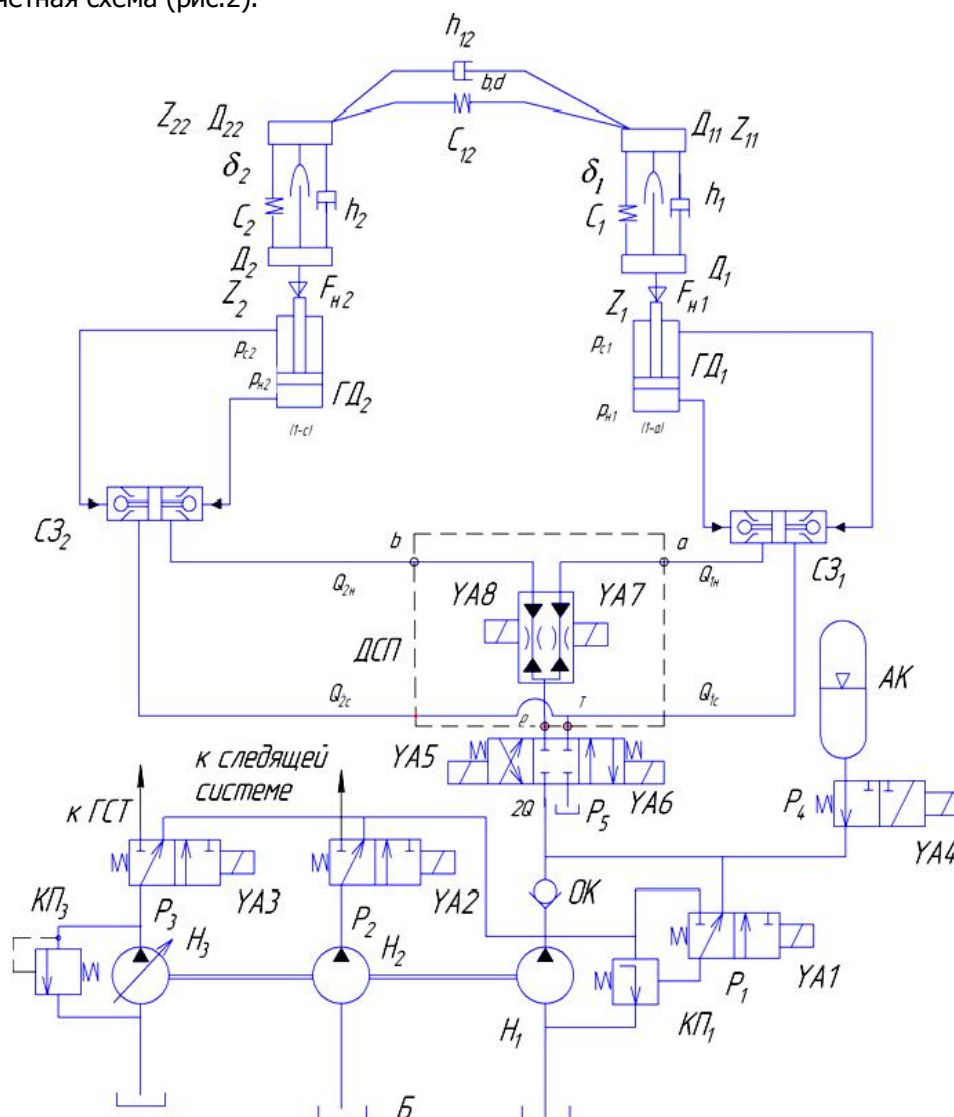 четная схема (рис.2).
h12
b,d
C12
Z22 Д22
Д11 Z11
δ2
δ1
C2
h2
C1
h1
Д2
Д1
Z2
Fн2
Z1
Fн1
Pc2
Pc1
Pн2
ГД2
ГД1
Pн1
(1-c)
(1-a)
СЗ2
b
a
СЗ1
Q2н
Q1н
YA8
YA7
ДСП
АК
Q2c
T
Q1c
P
YA5
к следящей
системе
2Q
P5
YA6
P4
YA4
к ГСТ
YA3
YA2
ОК
КП3
P3
H3
P2
H2
P1
YA1
H1
КП1
Б